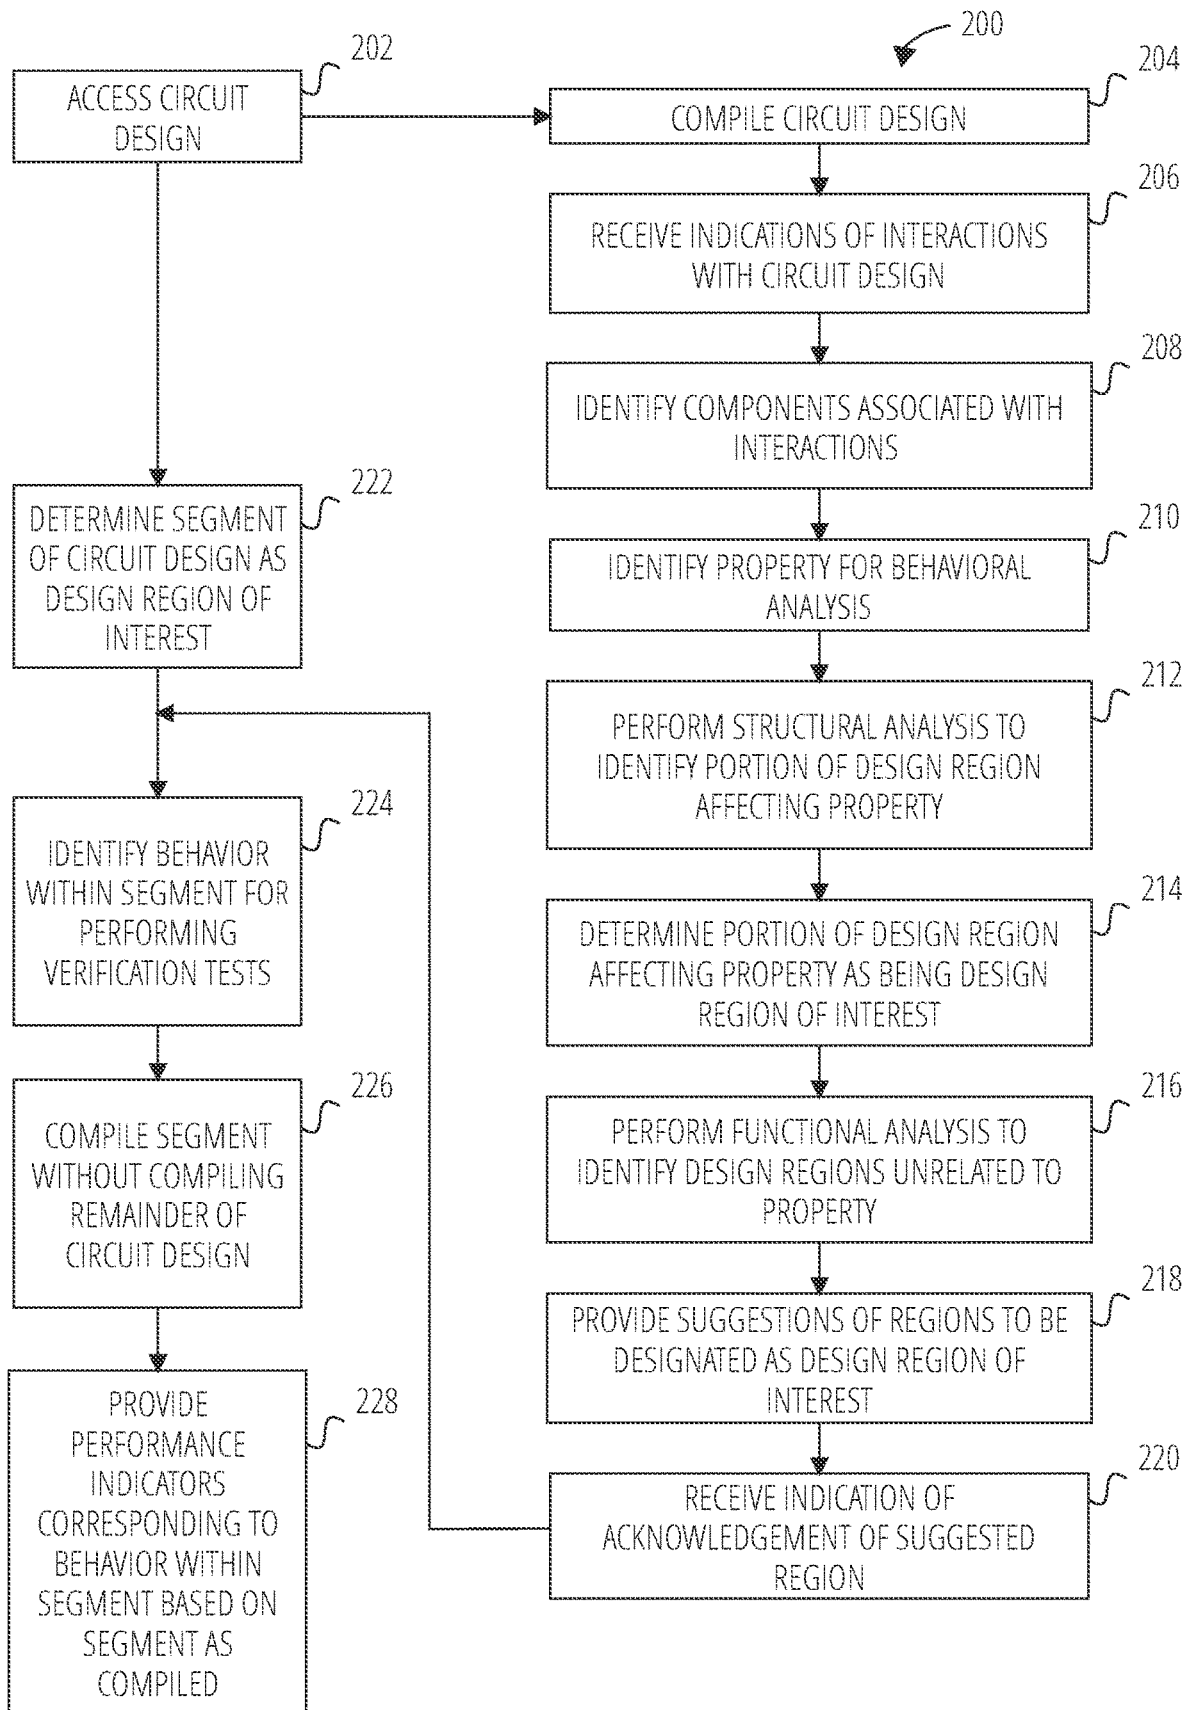 200
202
ACCESS CIRCUIT
DESIGN
204
COMPILE CIRCUIT DESIGN
206
RECEIVE INDICATIONS OF INTERACTIONS
WITH CIRCUIT DESIGN
208
IDENTIFY COMPONENTS ASSOCIATED WITH
INTERACTIONS
210
IDENTIFY PROPERTY FOR BEHAVIORAL
ANALYSIS
212
PERFORM STRUCTURAL ANALYSIS TO
IDENTIFY PORTION OF DESIGN REGION
AFFECTING PROPERTY
214
DETERMINE PORTION OF DESIGN REGION
AFFECTING PROPERTY AS BEING DESIGN
REGION OF INTEREST
216
PERFORM FUNCTIONAL ANALYSIS TO
IDENTIFY DESIGN REGIONS UNRELATED TO
PROPERTY
218
PROVIDE SUGGESTIONS OF REGIONS TO BE
DESIGNATED AS DESIGN REGION OF
INTEREST
220
RECEIVE INDICATION OF
ACKNOWLEDGEMENT OF SUGGESTED
REGION
222
DETERMINE SEGMENT
OF CIRCUIT DESIGN AS
DESIGN REGION OF
INTEREST
224
IDENTIFY BEHAVIOR
WITHIN SEGMENT FOR
PERFORMING
VERIFICATION TESTS
226
COMPILE SEGMENT
WITHOUT COMPILING
REMAINDER OF
CIRCUIT DESIGN
228
PROVIDE
PERFORMANCE
INDICATORS
CORRESPONDING TO
BEHAVIOR WITHIN
SEGMENT BASED ON
SEGMENT AS
COMPILED